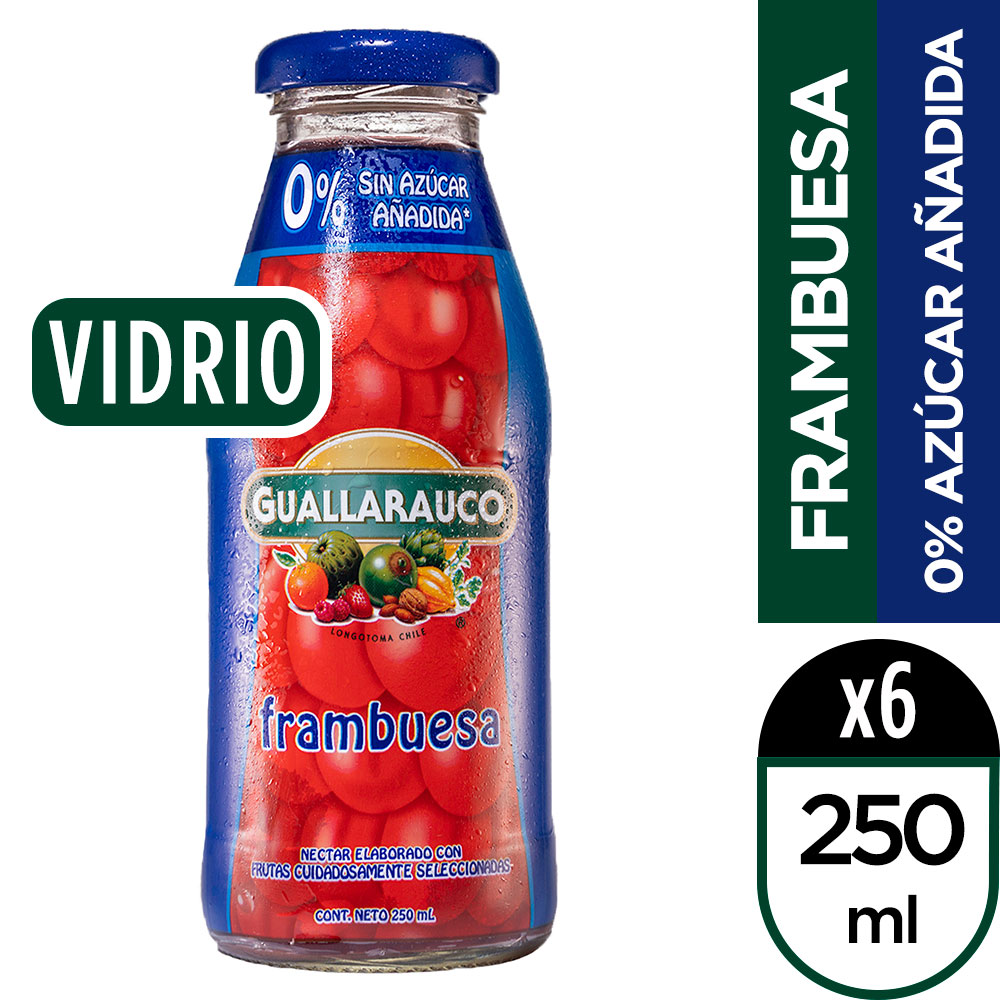 0% SIN AZÚCAR
AÑADIDA*
VIDRIO
GUALLARAUCO
LONGOTOMA CHILE
®
frambuesa
NECTAR ELABORADO CON
FRUTAS CUIDADOSAMENTE SELECCIONADAS
CONT. NETO 250 mL
FRAMBUESA
0% AZÚCAR AÑADIDA
x6
250
ml